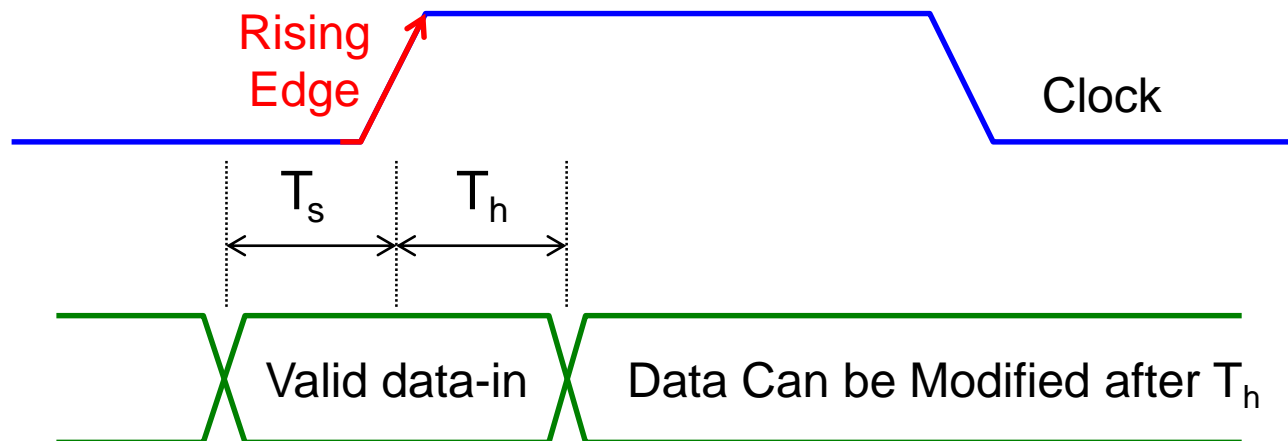 Rising
Edge
Clock
Tₛ
Tₕ
Valid data-in
Data Can be Modified after Tₕ